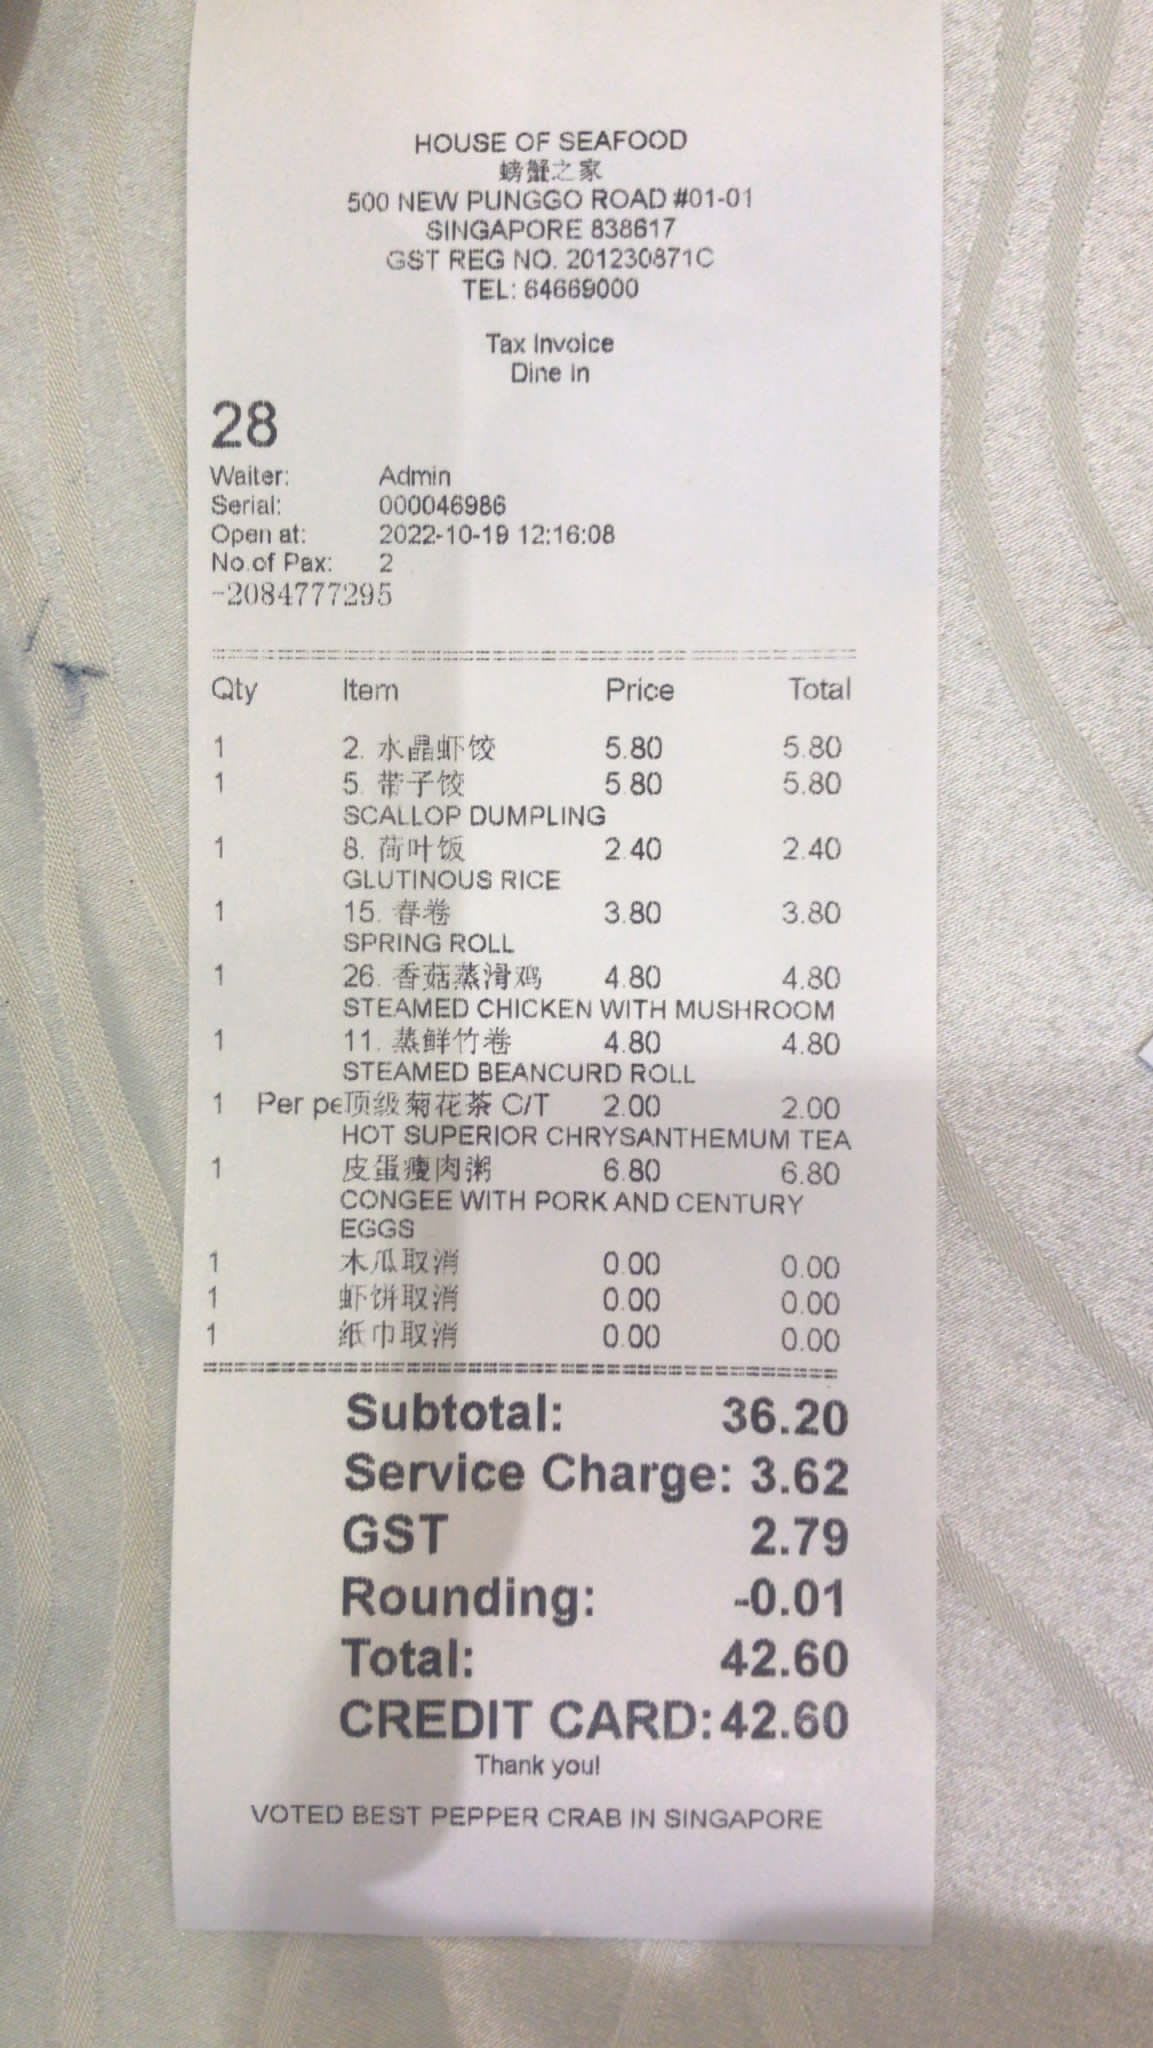 HOUSE OF SEAFOOD
螃蟹之家
500 NEW PUNGGO ROAD #01-01
SINGAPORE 838617
GST REG NO. 201230871C
TEL: 64669000
Tax Invoice
Dine In
28
Waiter: Admin
Serial: 000046986
Open at: 2022-10-19 12:16:08
No.of Pax: 2
-2084777295
Qty Item Price Total
1 2. 水晶虾饺 5.80 5.80
1 5. 带子饺 5.80 5.80
SCALLOP DUMPLING
1 8. 荷叶饭 2.40 2.40
GLUTINOUS RICE
1 15. 春卷 3.80 3.80
SPRING ROLL
1 26. 香菇蒸滑鸡 4.80 4.80
STEAMED CHICKEN WITH MUSHROOM
1 11. 蒸鲜竹卷 4.80 4.80
STEAMED BEANCURD ROLL
1 Per pe顶级菊花茶 C/T 2.00 2.00
HOT SUPERIOR CHRYSANTHEMUM TEA
1 皮蛋瘦肉粥 6.80 6.80
CONGEE WITH PORK AND CENTURY
EGGS
1 木瓜取消 0.00 0.00
1 虾饼取消 0.00 0.00
1 纸巾取消 0.00 0.00
Subtotal: 36.20
Service Charge: 3.62
GST 2.79
Rounding: -0.01
Total: 42.60
CREDIT CARD: 42.60
Thank you!
VOTED BEST PEPPER CRAB IN SINGAPORE